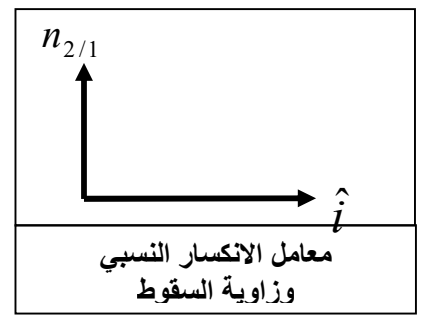 n₂/₁
î
معامل الانكسار النسبي
وزاوية السقوط